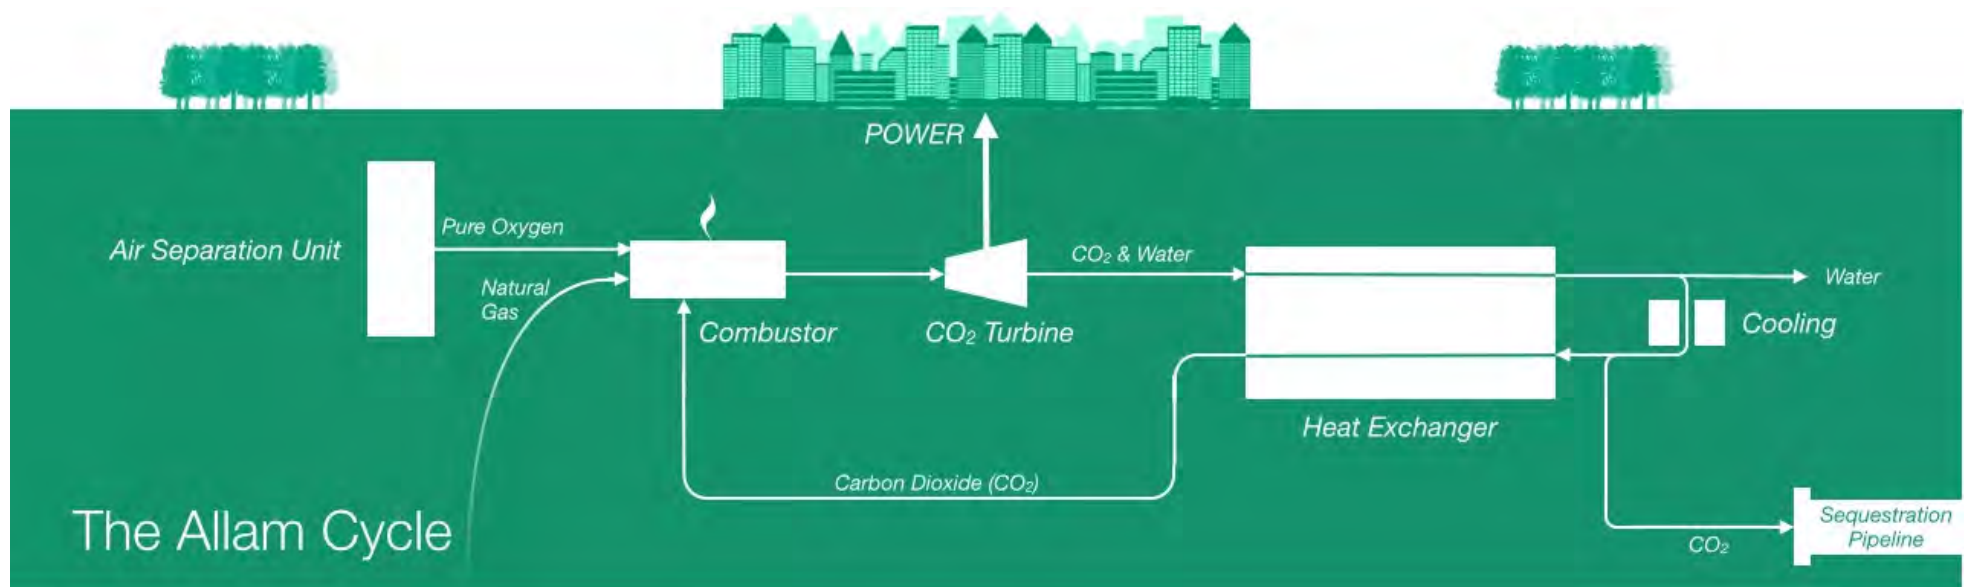 POWER
Pure Oxygen
Air Separation Unit
CO₂ & Water
Water
Natural
Gas
Combustor
CO₂ Turbine
Cooling
Heat Exchanger
Carbon Dioxide (CO₂)
The Allam Cycle
Sequestration
Pipeline
CO₂